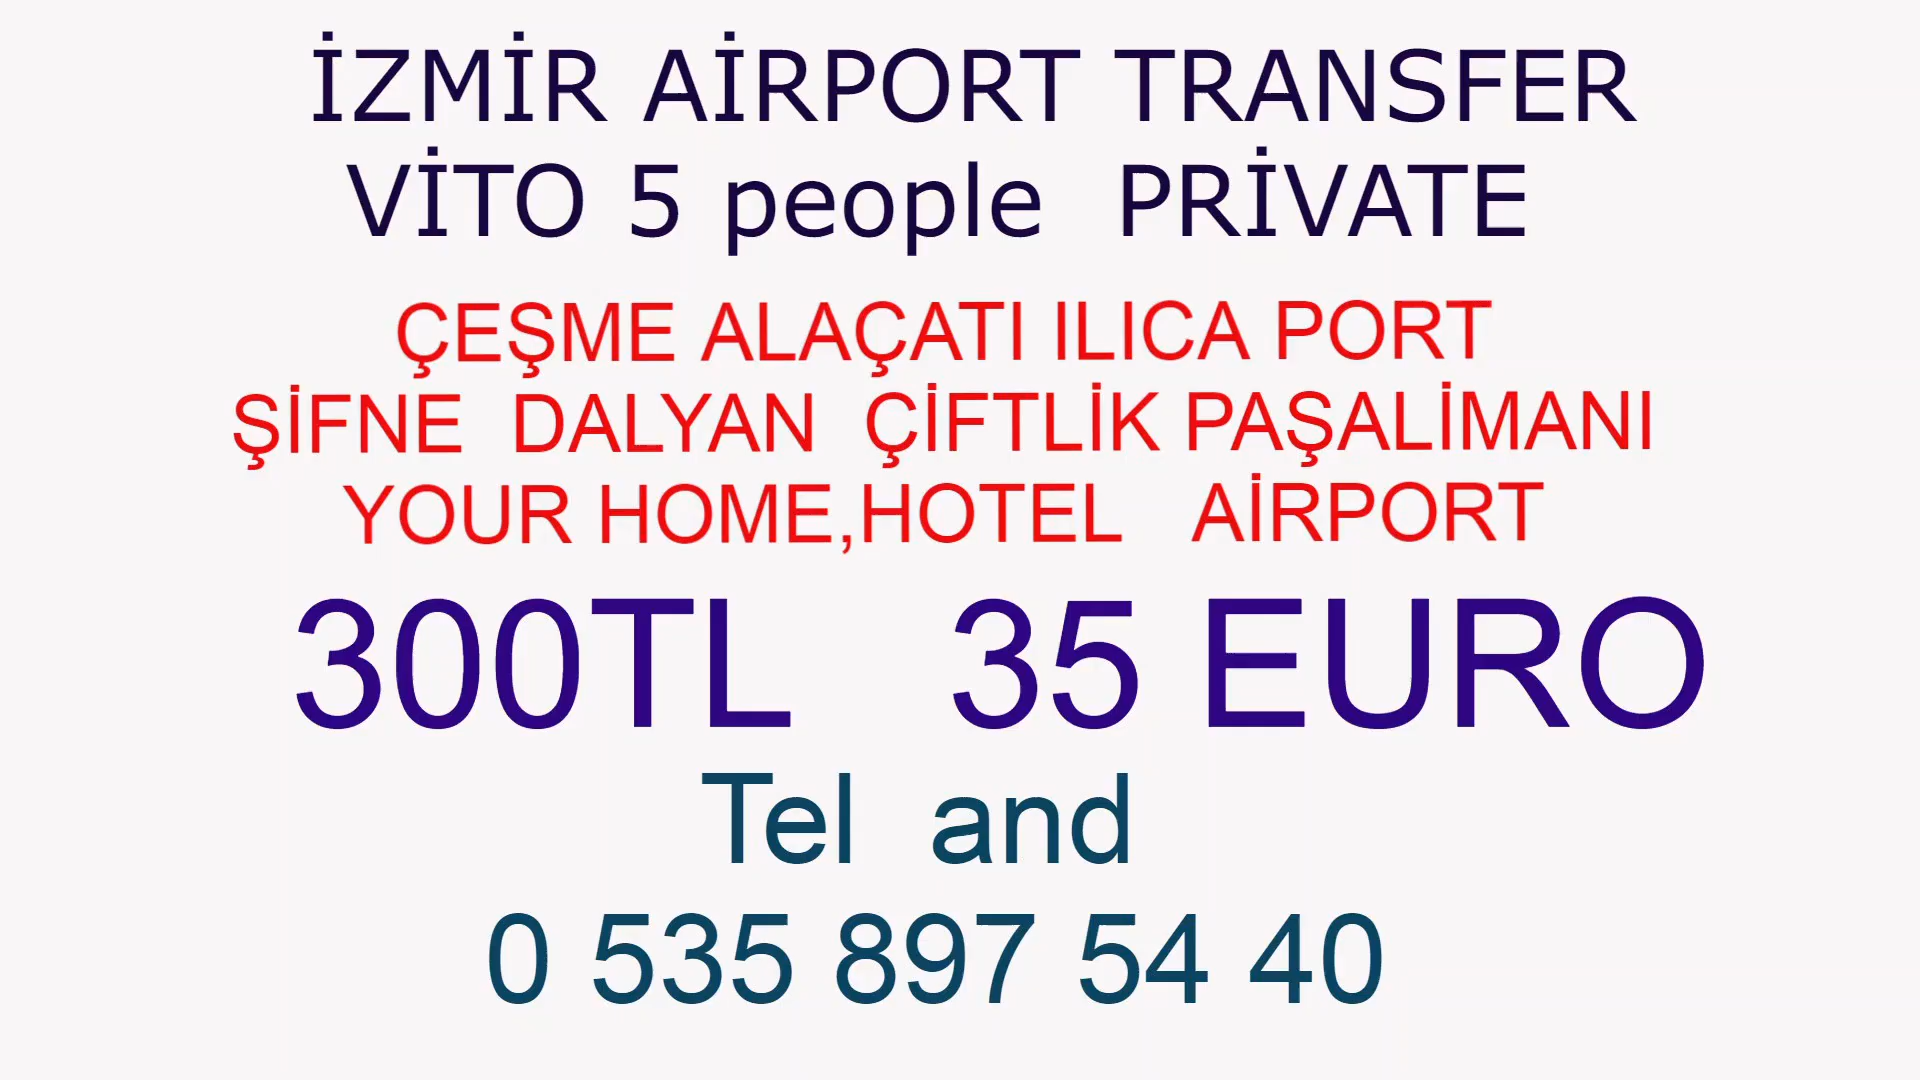 İZMİR AİRPORT TRANSFER
VİTO 5 people PRİVATE
ÇEŞME ALAÇATI ILICA PORT
ŞİFNE DALYAN ÇİFTLİK PAŞALİMANI
YOUR HOME,HOTEL AİRPORT
300TL 35 EURO
Tel and
0 535 897 54 40